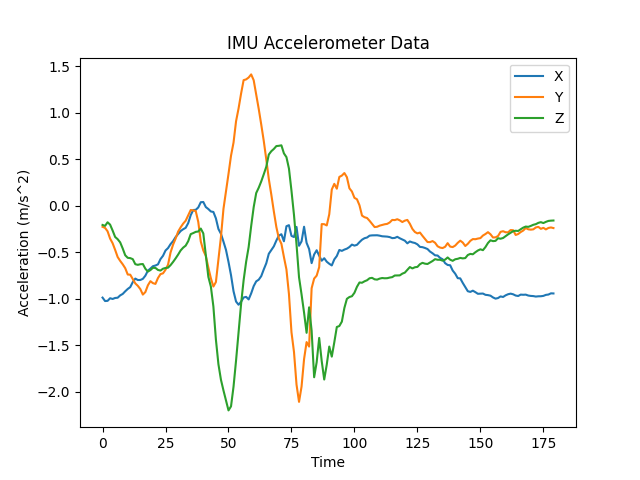 IMU Accelerometer Data
Acceleration (m/s^2)
1.5
1.0
0.5
0.0
−0.5
−1.0
−1.5
−2.0
X
Y
Z
0 25 50 75 100 125 150 175
Time